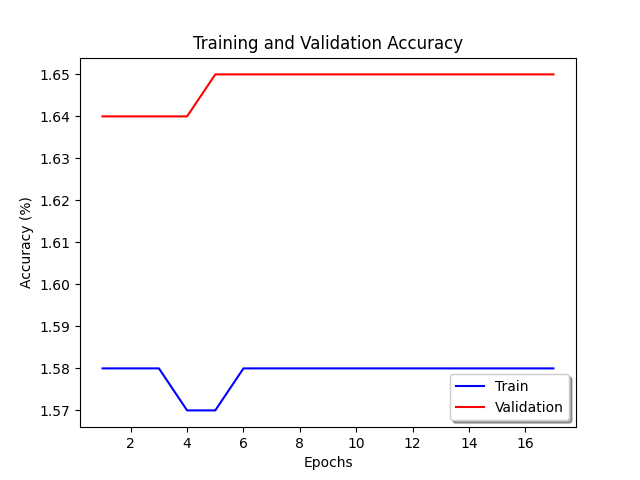 Training and Validation Accuracy
1.65
1.64
1.63
1.62
1.61
1.60
1.59
1.58
1.57
Accuracy (%)
Train
Validation
2 4 6 8 10 12 14 16
Epochs